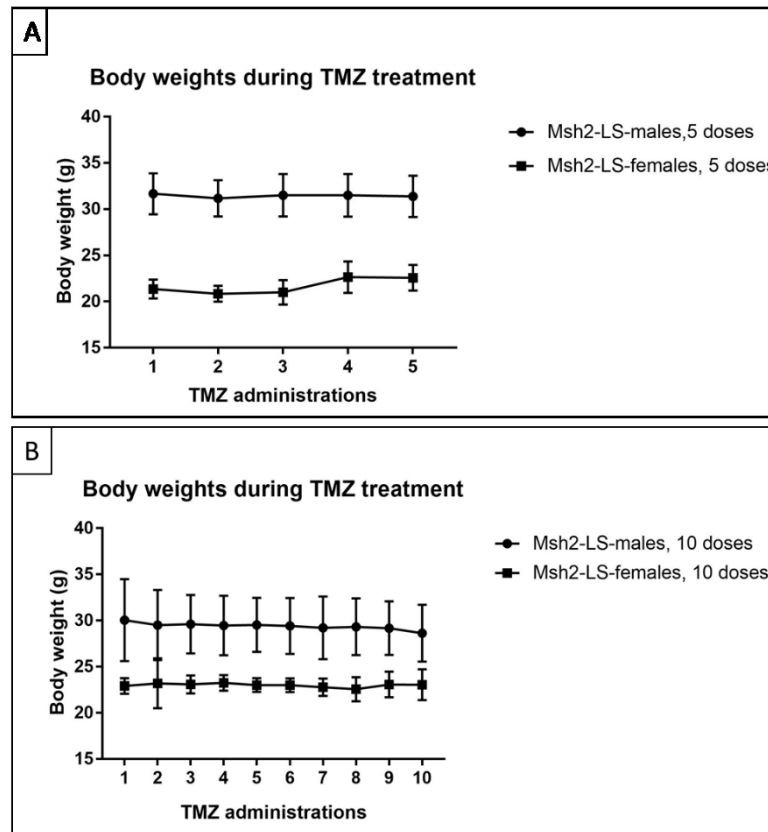 A
Body weights during TMZ treatment
40
35
30
25
20
15
Body weight (g)
1 2 3 4 5
TMZ administrations
Msh2-LS-males,5 doses
Msh2-LS-females, 5 doses
B
Body weights during TMZ treatment
40
35
30
25
20
15
Body weight (g)
1 2 3 4 5 6 7 8 9 10
TMZ administrations
Msh2-LS-males, 10 doses
Msh2-LS-females, 10 doses